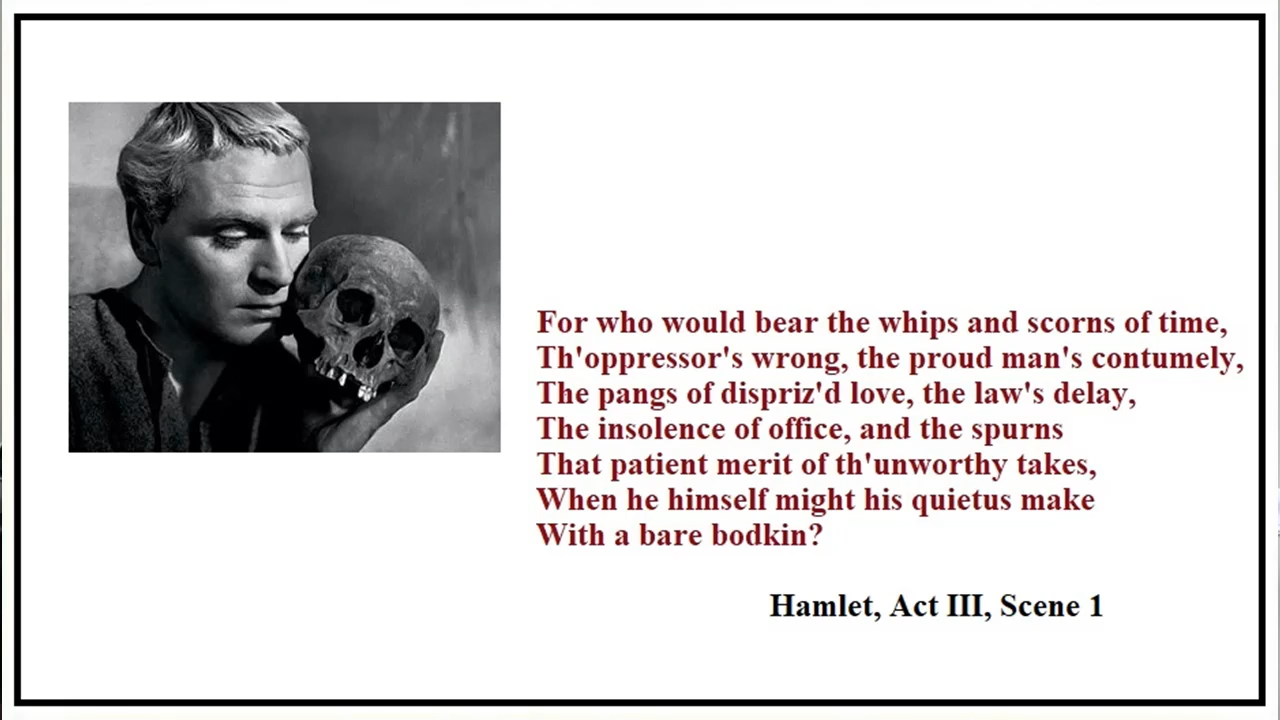 For who would bear the whips and scorns of time,
Th'oppressor's wrong, the proud man's contumely,
The pangs of dispriz'd love, the law's delay,
The insolence of office, and the spurns
That patient merit of th'unworthy takes,
When he himself might his quietus make
With a bare bodkin?
Hamlet, Act III, Scene 1